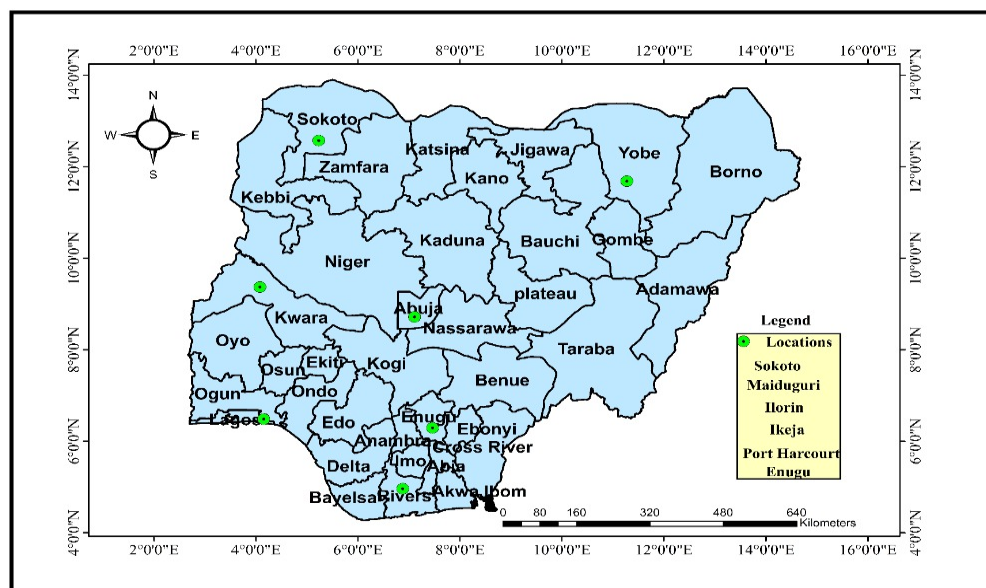 2°0'0"E 4°0'0"E 6°0'0"E 8°0'0"E 10°0'0"E 12°0'0"E 14°0'0"E 16°0'0"E
14°0'0"N 14°0'0"N
N
W E
S
Sokoto
Katsina Jigawa Yobe
12°0'0"N 12°0'0"N
Zamfara
Kano Borno
Kebbi
Kaduna Bauchi Gombe
10°0'0"N 10°0'0"N
Niger
plateau Adamawa
Abuja
Kwara Nassarawa
Legend
Oyo Taraba
Locations
8°0'0"N 8°0'0"N
Osun Ekiti Kogi
Sokoto
Benue
Maiduguri
Ogun Ondo
Ilorin
Lagos Edo Enugu Ebonyi
Ikeja
6°0'0"N 6°0'0"N
Anambra Cross River
Port Harcourt
Delta Imo Abia
Enugu
Bayelsa Rivers Akwa Ibom
0 80 160 320 480 640
Kilometers
4°0'0"N 4°0'0"N
2°0'0"E 4°0'0"E 6°0'0"E 8°0'0"E 10°0'0"E 12°0'0"E 14°0'0"E 16°0'0"E